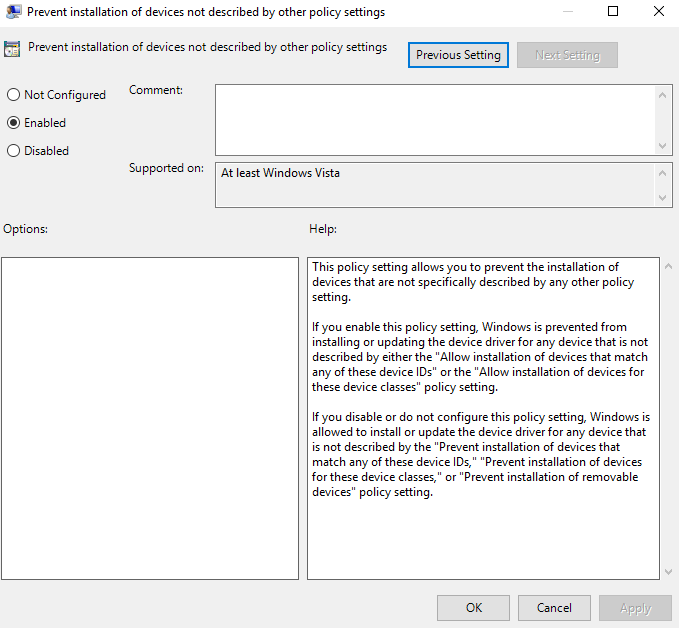 Prevent installation of devices not described by other policy settings
Prevent installation of devices not described by other policy settings
Previous Setting
Next Setting
Not Configured
Comment:
Enabled
Disabled
Supported on:
At least Windows Vista
Options:
Help:
This policy setting allows you to prevent the installation of
devices that are not specifically described by any other policy
setting.
If you enable this policy setting, Windows is prevented from
installing or updating the device driver for any device that is not
described by either the "Allow installation of devices that match
any of these device IDs" or the "Allow installation of devices for
these device classes" policy setting.
If you disable or do not configure this policy setting, Windows is
allowed to install or update the device driver for any device that
is not described by the "Prevent installation of devices that
match any of these device IDs," "Prevent installation of devices
for these device classes," or "Prevent installation of removable
devices" policy setting.
OK
Cancel
Apply